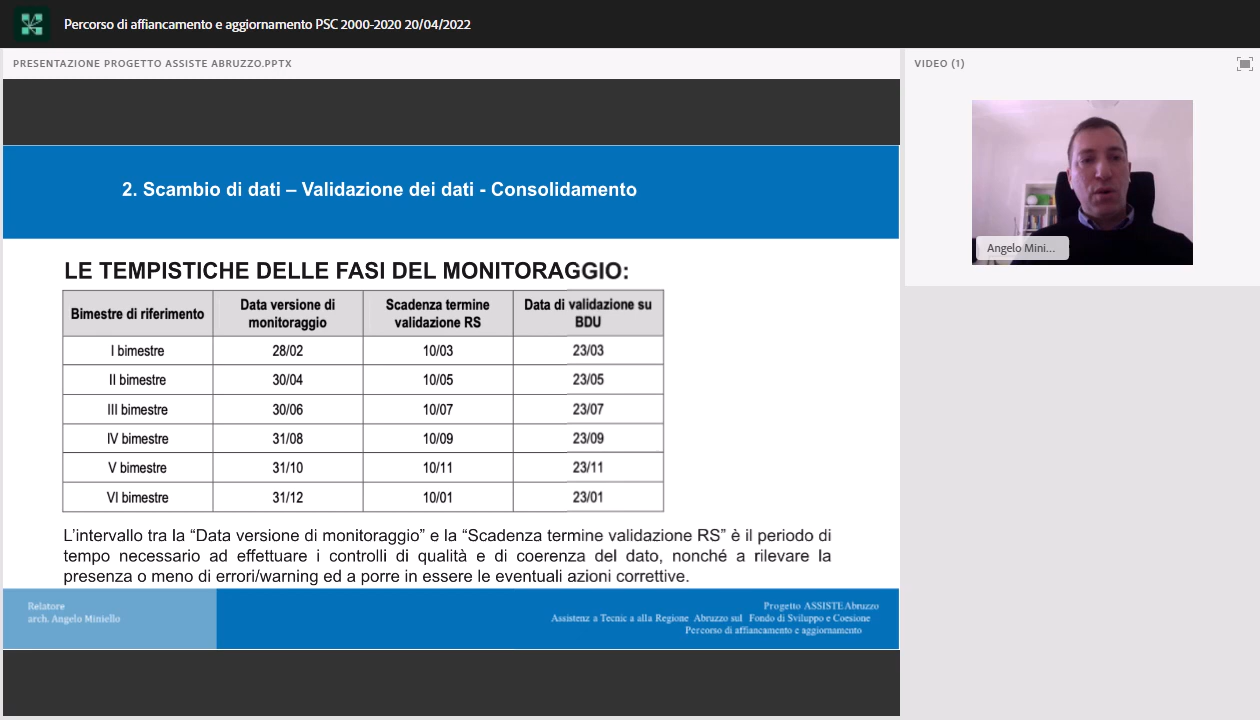 Percorso di affiancamento e aggiornamento PSC 2000-2020 20/04/2022
PRESENTAZIONE PROGETTO ASSISTE ABRUZZO.PPTX
VIDEO (1)
Angelo Mini...
2. Scambio di dati – Validazione dei dati - Consolidamento
LE TEMPISTICHE DELLE FASI DEL MONITORAGGIO:
Bimestre di riferimento | Data versione di monitoraggio | Scadenza termine validazione RS | Data di validazione su BDU
I bimestre | 28/02 | 10/03 | 23/03
II bimestre | 30/04 | 10/05 | 23/05
III bimestre | 30/06 | 10/07 | 23/07
IV bimestre | 31/08 | 10/09 | 23/09
V bimestre | 31/10 | 10/11 | 23/11
VI bimestre | 31/12 | 10/01 | 23/01
L'intervallo tra la “Data versione di monitoraggio” e la “Scadenza termine validazione RS” è il periodo di
tempo necessario ad effettuare i controlli di qualità e di coerenza del dato, nonché a rilevare la
presenza o meno di errori/warning ed a porre in essere le eventuali azioni correttive.
Relatore
arch. Angelo Miniello
Progetto ASSISTE Abruzzo
Assistenz a Tecnic a alla Regione Abruzzo sul Fondo di Sviluppo e Coesione
Percorso di affiancamento e aggiornamento